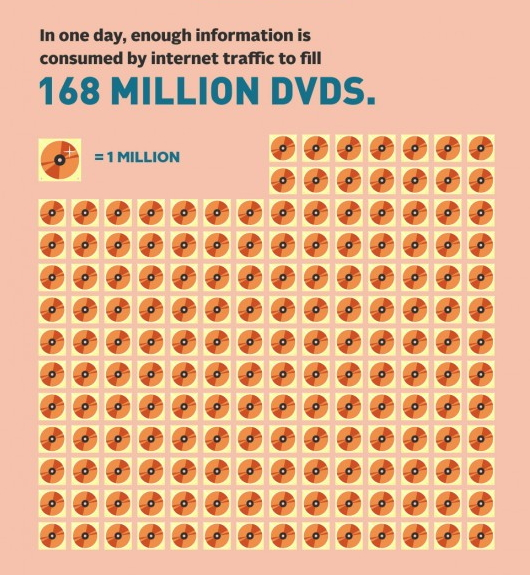 In one day, enough information is
consumed by internet traffic to fill
168 MILLION DVDS.
= 1 MILLION